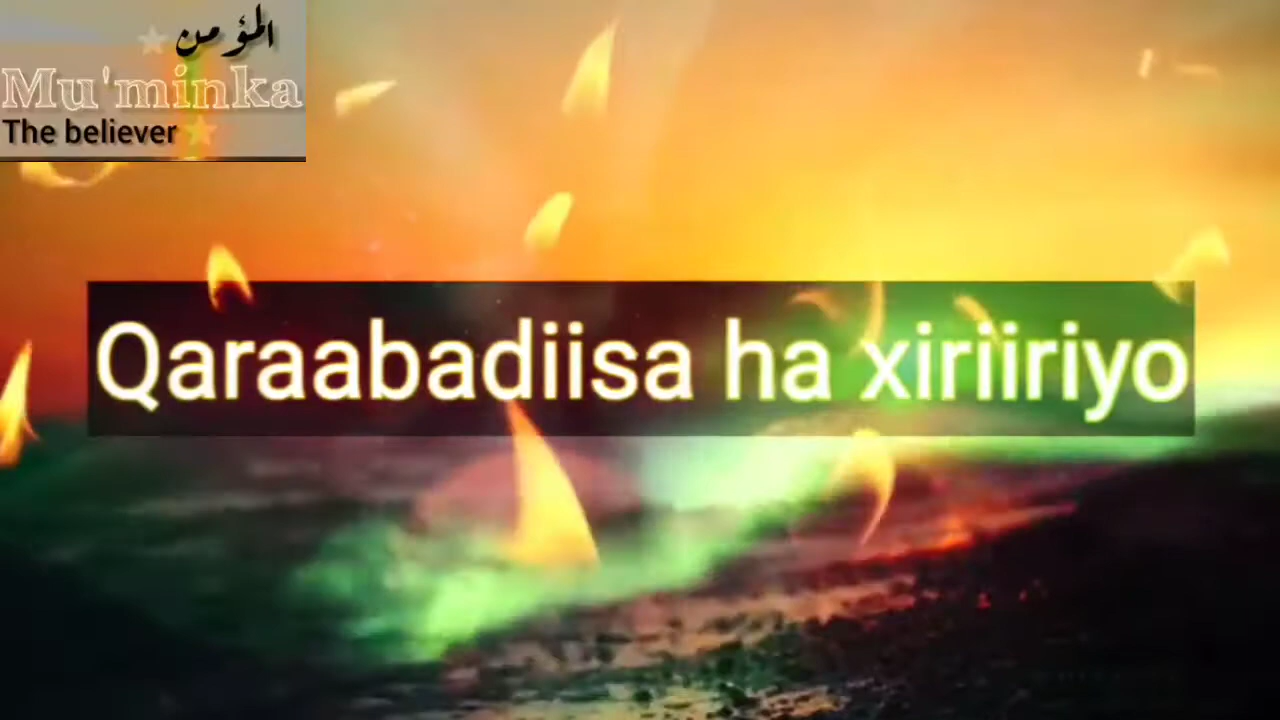 المؤمن
Mu'minka
The believer
Qaraabadiisa ha xiriiriyo